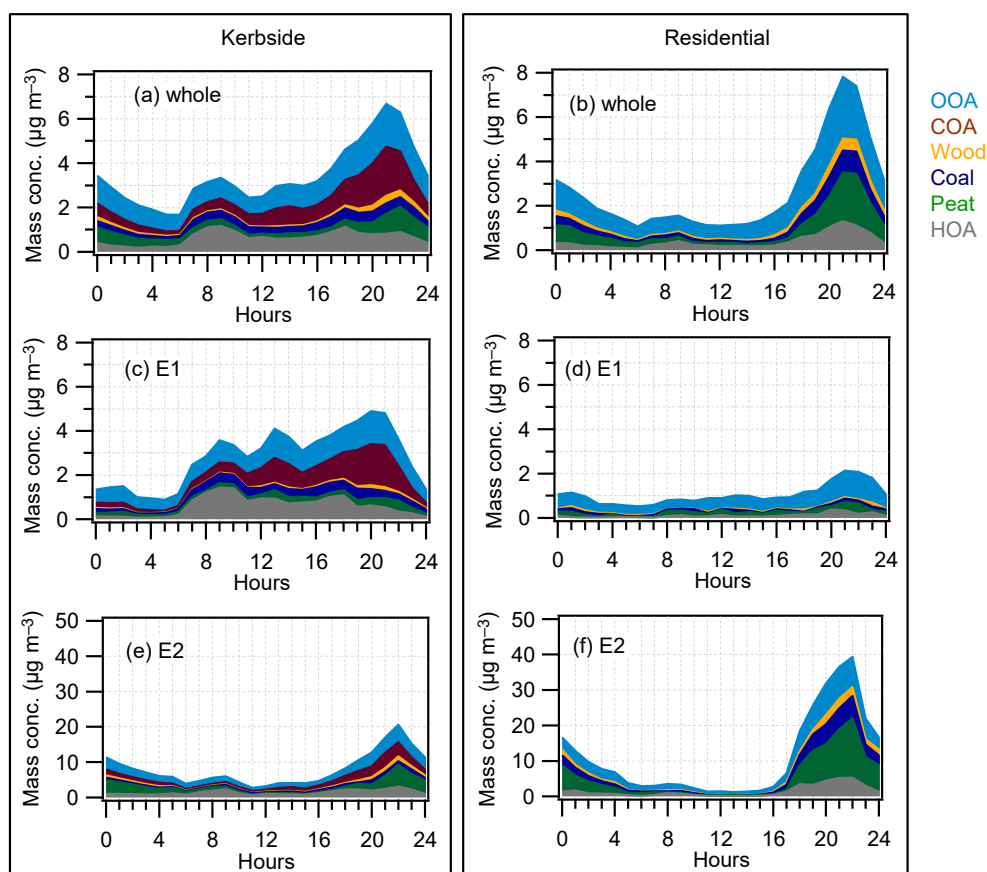 Kerbside
Mass conc. (µg m⁻³)
8
6
4
2
0
(a) whole
0 4 8 12 16 20 24
Hours
Mass conc. (µg m⁻³)
8
6
4
2
0
(c) E1
0 4 8 12 16 20 24
Hours
Mass conc. (µg m⁻³)
50
40
30
20
10
0
(e) E2
0 4 8 12 16 20 24
Hours
Residential
Mass conc. (µg m⁻³)
8
6
4
2
0
(b) whole
0 4 8 12 16 20 24
Hours
Mass conc. (µg m⁻³)
8
6
4
2
0
(d) E1
0 4 8 12 16 20 24
Hours
Mass conc. (µg m⁻³)
50
40
30
20
10
0
(f) E2
0 4 8 12 16 20 24
Hours
OOA
COA
Wood
Coal
Peat
HOA